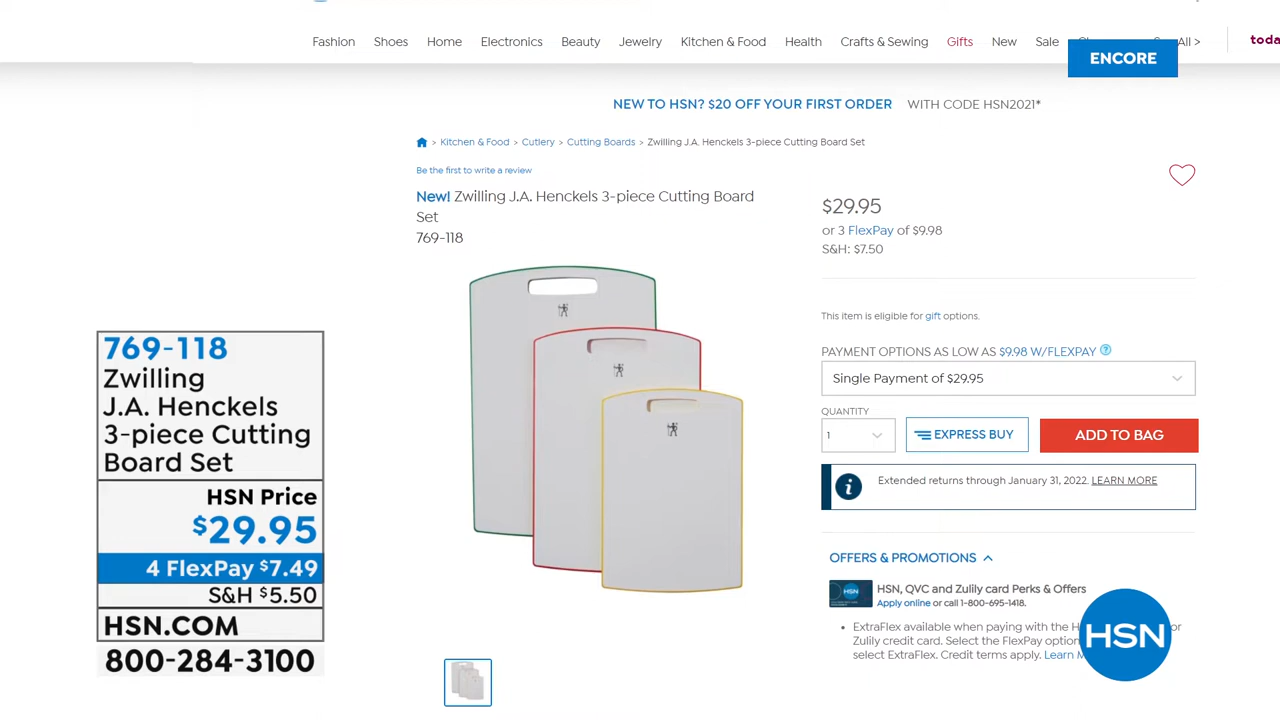 Fashion Shoes Home Electronics Beauty Jewelry Kitchen & Food Health Crafts & Sewing Gifts New Sale All >
ENCORE
NEW TO HSN? $20 OFF YOUR FIRST ORDER WITH CODE HSN2021*
> Kitchen & Food > Cutlery > Cutting Boards > Zwilling J.A. Henckels 3-piece Cutting Board Set
Be the first to write a review
New! Zwilling J.A. Henckels 3-piece Cutting Board
Set
769-118
$29.95
or 3 FlexPay of $9.98
S&H: $7.50
This item is eligible for gift options.
PAYMENT OPTIONS AS LOW AS $9.98 W/FLEXPAY ?
Single Payment of $29.95
QUANTITY
1
EXPRESS BUY
ADD TO BAG
i Extended returns through January 31, 2022. LEARN MORE
OFFERS & PROMOTIONS
HSN
HSN, QVC and Zulily card Perks & Offers
Apply online or call 1-800-695-1418.
• ExtraFlex available when paying with the H or
Zulily credit card. Select the FlexPay option
select ExtraFlex. Credit terms apply. Learn M
HSN
769-118
Zwilling
J.A. Henckels
3-piece Cutting
Board Set
HSN Price
$29.95
4 FlexPay $7.49
S&H $5.50
HSN.COM
800-284-3100